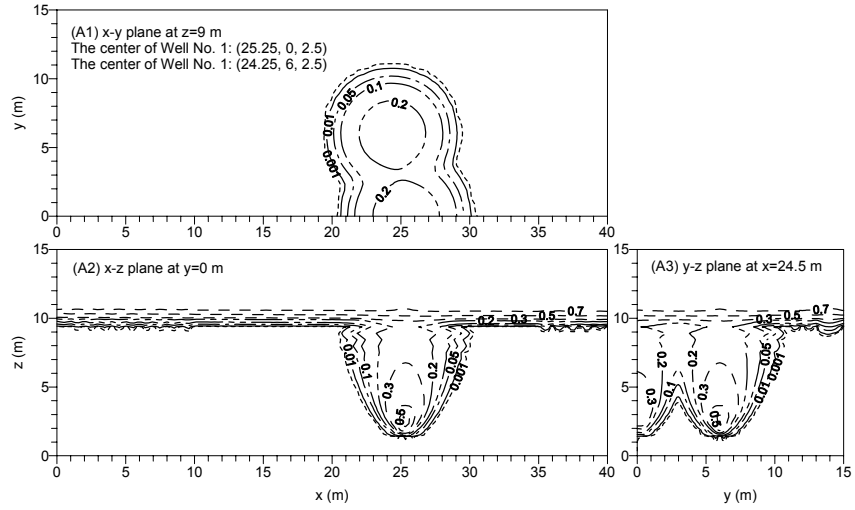 15
(A1) x-y plane at z=9 m
The center of Well No. 1: (25.25, 0, 2.5)
The center of Well No. 1: (24.25, 6, 2.5)
10
y (m)
5
0
0.001
0.01
0.05
0.1
0.2
0.2
0 5 10 15 20 25 30 35 40
15
(A2) x-z plane at y=0 m
10
z (m)
5
0
0.2 0.3 0.5 0.7
0.01
0.1
0.3
0.5
0.2
0.05
0.001
0 5 10 15 20 25 30 35 40
x (m)
15
(A3) y-z plane at x=24.5 m
10
5
0
0.3 0.5 0.7
0.2
0.3
0.1
0.2
0.3
0.5
0.05
0.001
0.01
0 5 10 15
y (m)